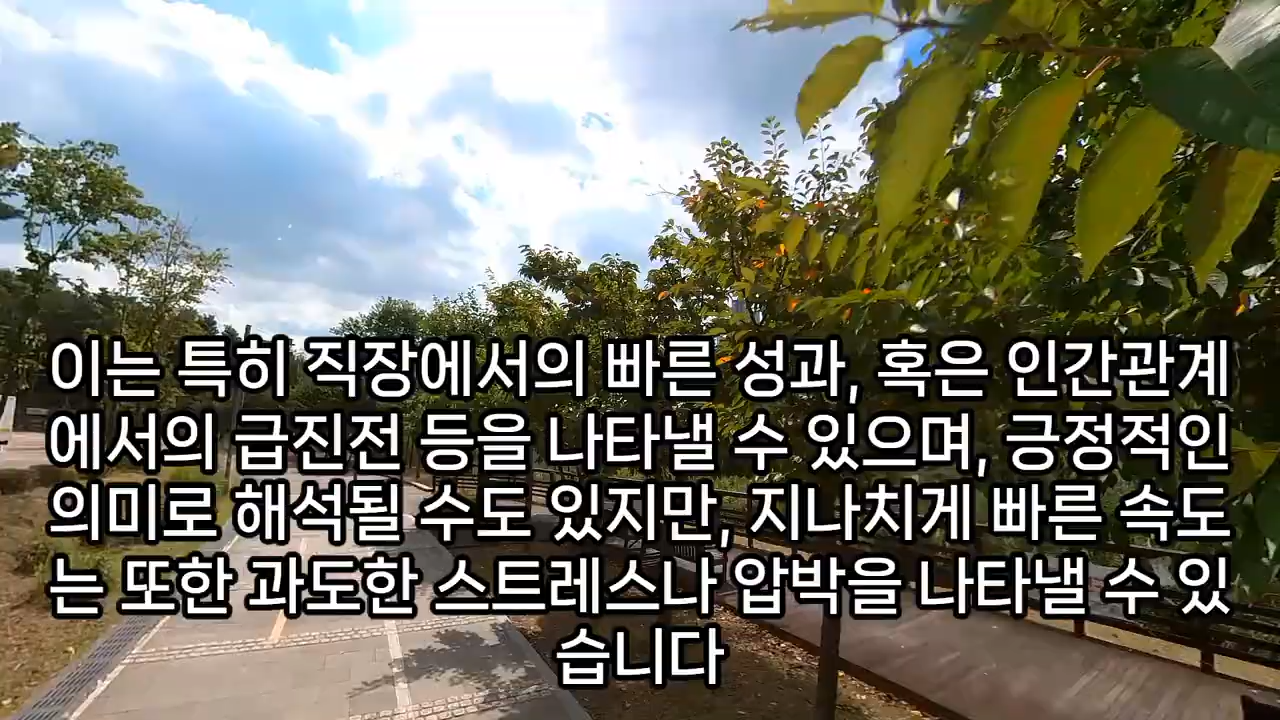 이는 특히 직장에서의 빠른 성과, 혹은 인간관계
에서의 급진전 등을 나타낼 수 있으며, 긍정적인
의미로 해석될 수도 있지만, 지나치게 빠른 속도
는 또한 과도한 스트레스나 압박을 나타낼 수 있
습니다